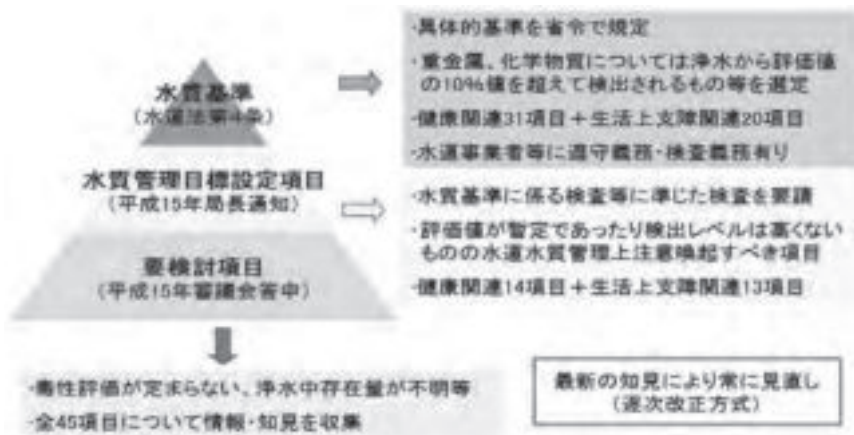 水質基準
(水道法第4条)
・具体的基準を省令で規定
・重金属、化学物質については浄水から評価値
の10%値を超えて検出されるもの等を選定
・健康関連31項目+生活上支障関連20項目
・水道事業者等に遵守義務・検査義務有り
水質管理目標設定項目
(平成15年局長通知)
・水質基準に係る検査等に準じた検査を要請
・評価値が暫定であったり検出レベルは高くない
ものの水道水質管理上注意喚起すべき項目
・健康関連14項目+生活上支障関連13項目
要検討項目
(平成15年審議会答申)
・毒性評価が定まらない、浄水中存在量が不明等
・全45項目について情報・知見を収集
最新の知見により常に見直し
(逐次改正方式)